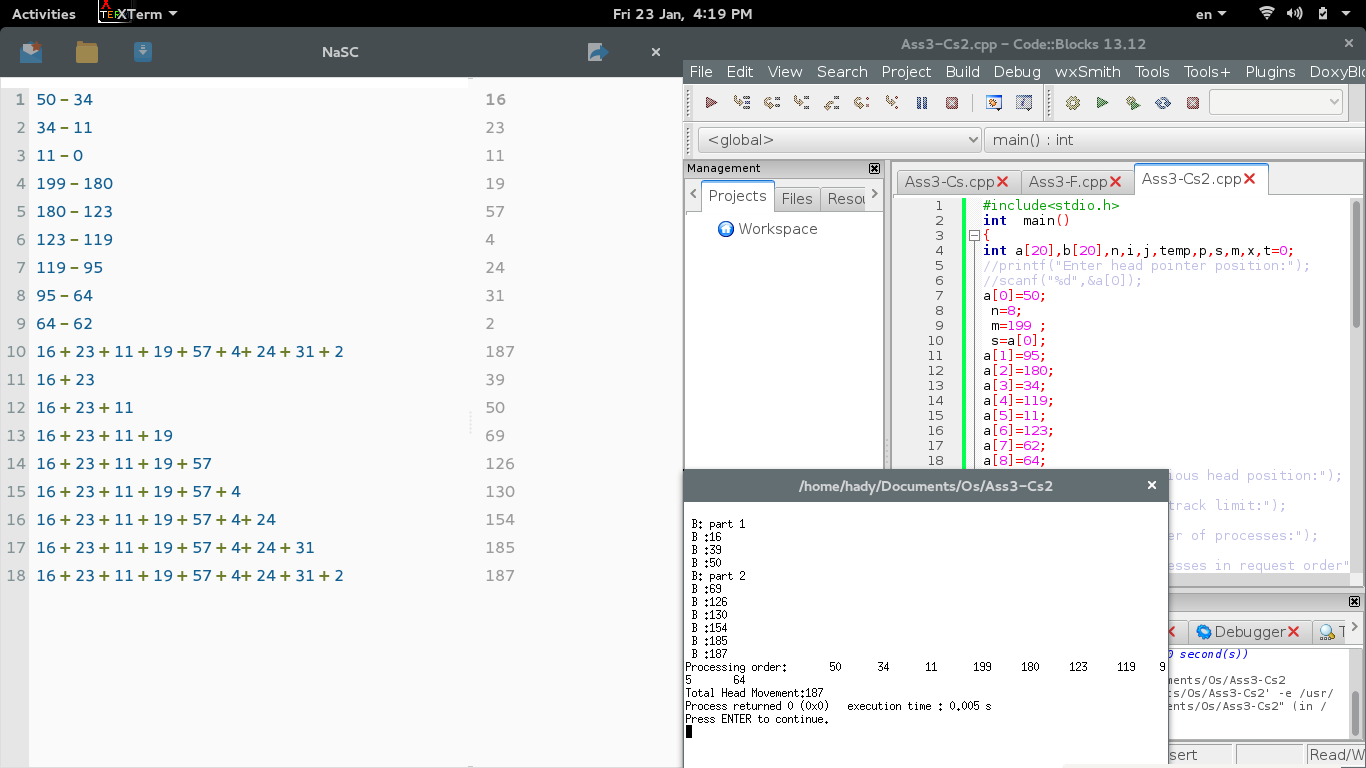 Activities XTerm Fri 23 Jan, 4:19 PM en
NaSC
1 50 – 34 16
2 34 – 11 23
3 11 – 0 11
4 199 – 180 19
5 180 – 123 57
6 123 – 119 4
7 119 – 95 24
8 95 – 64 31
9 64 – 62 2
10 16 + 23 + 11 + 19 + 57 + 4+ 24 + 31 + 2 187
11 16 + 23 39
12 16 + 23 + 11 50
13 16 + 23 + 11 + 19 69
14 16 + 23 + 11 + 19 + 57 126
15 16 + 23 + 11 + 19 + 57 + 4 130
16 16 + 23 + 11 + 19 + 57 + 4+ 24 154
17 16 + 23 + 11 + 19 + 57 + 4+ 24 + 31 185
18 16 + 23 + 11 + 19 + 57 + 4+ 24 + 31 + 2 187
Ass3-Cs2.cpp - Code::Blocks 13.12
File Edit View Search Project Build Debug wxSmith Tools Tools+ Plugins DoxyBl
<global> main() : int
Management
Projects Files Resou
Workspace
Ass3-Cs.cpp Ass3-F.cpp Ass3-Cs2.cpp
1 #include<stdio.h>
2 int main()
3 {
4 int a[20],b[20],n,i,j,temp,p,s,m,x,t=0;
5 //printf("Enter head pointer position:");
6 //scanf("%d",&a[0]);
7 a[0]=50;
8 n=8;
9 m=199 ;
10 s=a[0];
11 a[1]=95;
12 a[2]=180;
13 a[3]=34;
14 a[4]=119;
15 a[5]=11;
16 a[6]=123;
17 a[7]=62;
18 a[8]=64;
ious head position:");
track limit:");
er of processes:");
esses in request order"
/home/hady/Documents/Os/Ass3-Cs2
B: part 1
B :16
B :39
B :50
B: part 2
B :69
B :126
B :130
B :154
B :185
B :187
Processing order: 50 34 11 199 180 123 119 9
5 64
Total Head Movement:187
Process returned 0 (0x0) execution time : 0.005 s
Press ENTER to continue.
Debugger T
0 second(s))
ments/Os/Ass3-Cs2
ts/Os/Ass3-Cs2' -e /usr/
ments/Os/Ass3-Cs2" (in /
sert Read/W